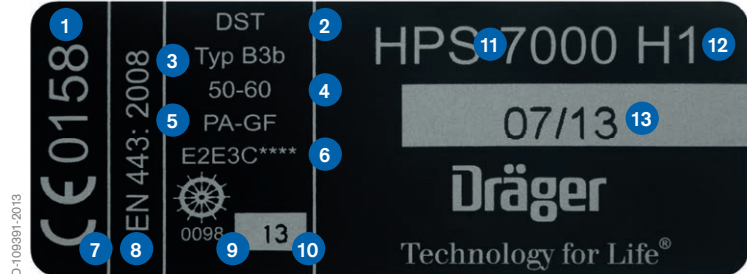 1
CE 0158
7
EN 443: 2008
8
DST
2
3
Typ B3b
50-60
4
5
PA-GF
E2E3C****
6
0098
9
13
10
HPS 7000 H1
11
12
07/13
13
Dräger
Technology for Life®
D-109391-2013